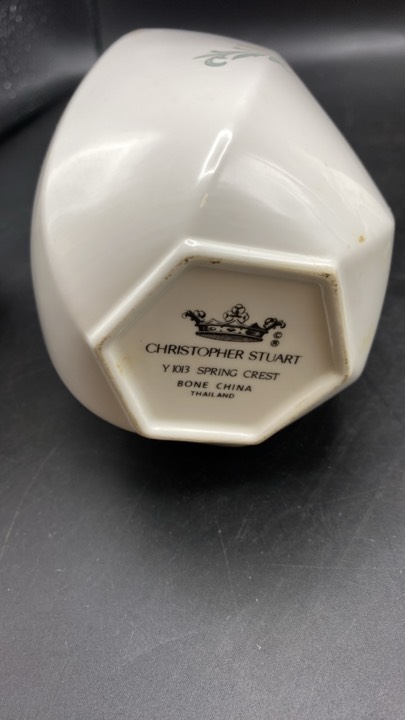 ©
®
CHRISTOPHER STUART
Y 1013 SPRING CREST
BONE CHINA
THAILAND